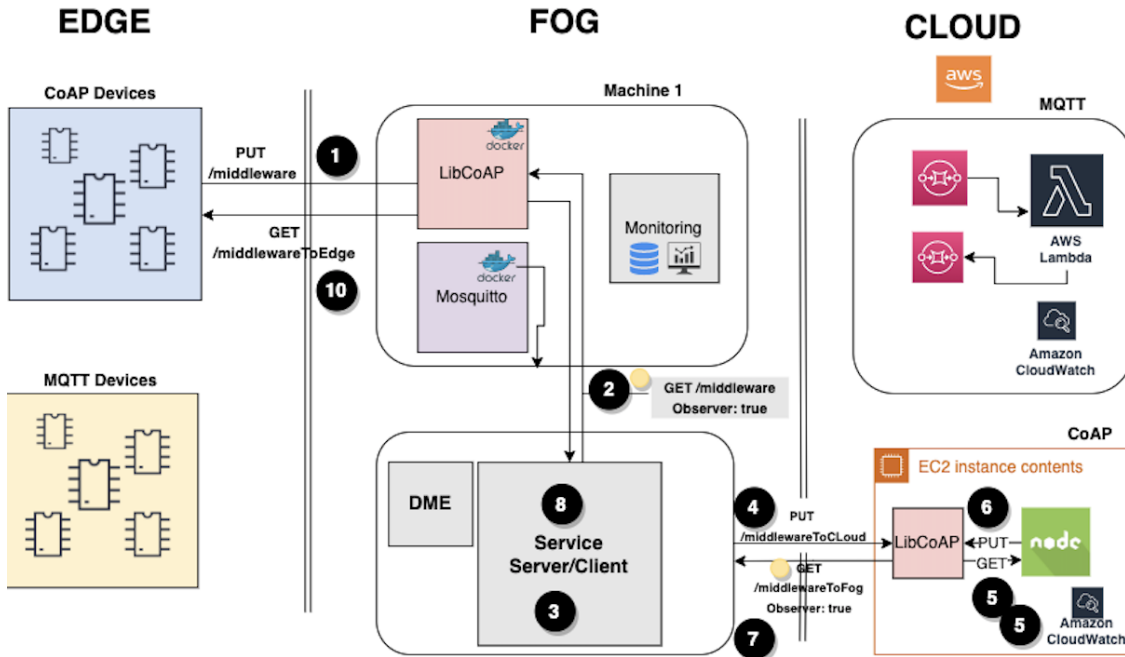 EDGE
FOG
CLOUD
aws
CoAP Devices
Machine 1
MQTT
PUT
/middleware
1
docker
LibCoAP
GET
/middlewareToEdge
10
docker
Mosquitto
Monitoring
AWS
Lambda
Amazon
CloudWatch
MQTT Devices
2
GET /middleware
Observer: true
CoAP
EC2 instance contents
DME
8
Service
Server/Client
3
4
PUT
/middlewareToCLoud
GET
/middlewareToFog
Observer: true
7
LibCoAP
6
PUT
GET
node
5
5
Amazon
CloudWatch